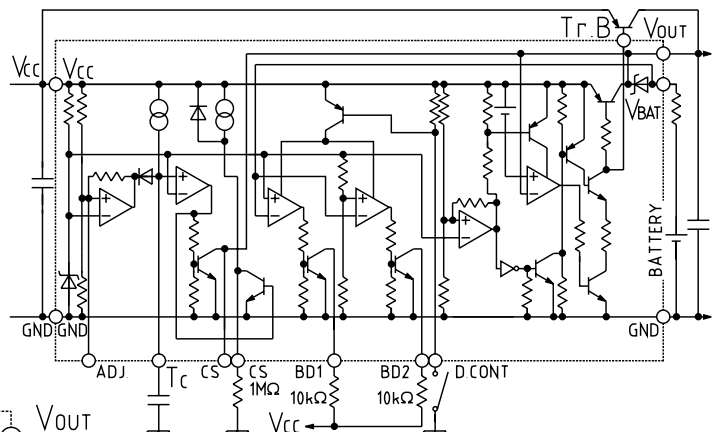 Tr.B
VOUT
VCC
VCC
VBAT
BATTERY
GND
GND
GND
ADJ.
TC
CS
CS
BD1
BD2
D.CONT
1MΩ
10kΩ
10kΩ
VCC
VOUT